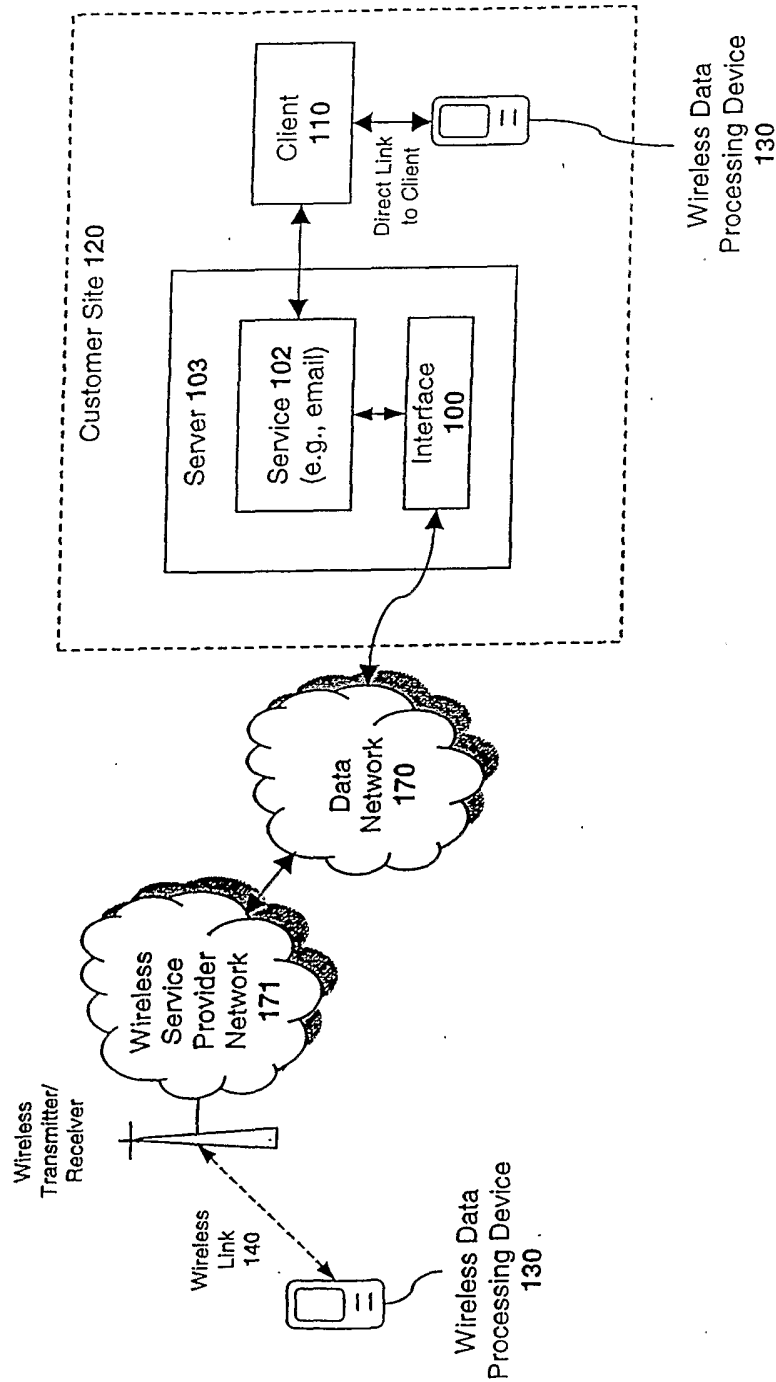 Customer Site 120
Server 103
Service 102
(e.g., email)
Interface
100
Client
110
Direct Link
to Client
Wireless Data
Processing Device
130
Data
Network
170
Wireless
Service
Provider
Network
171
Wireless
Transmitter/
Receiver
Wireless
Link
140
Wireless Data
Processing Device
130